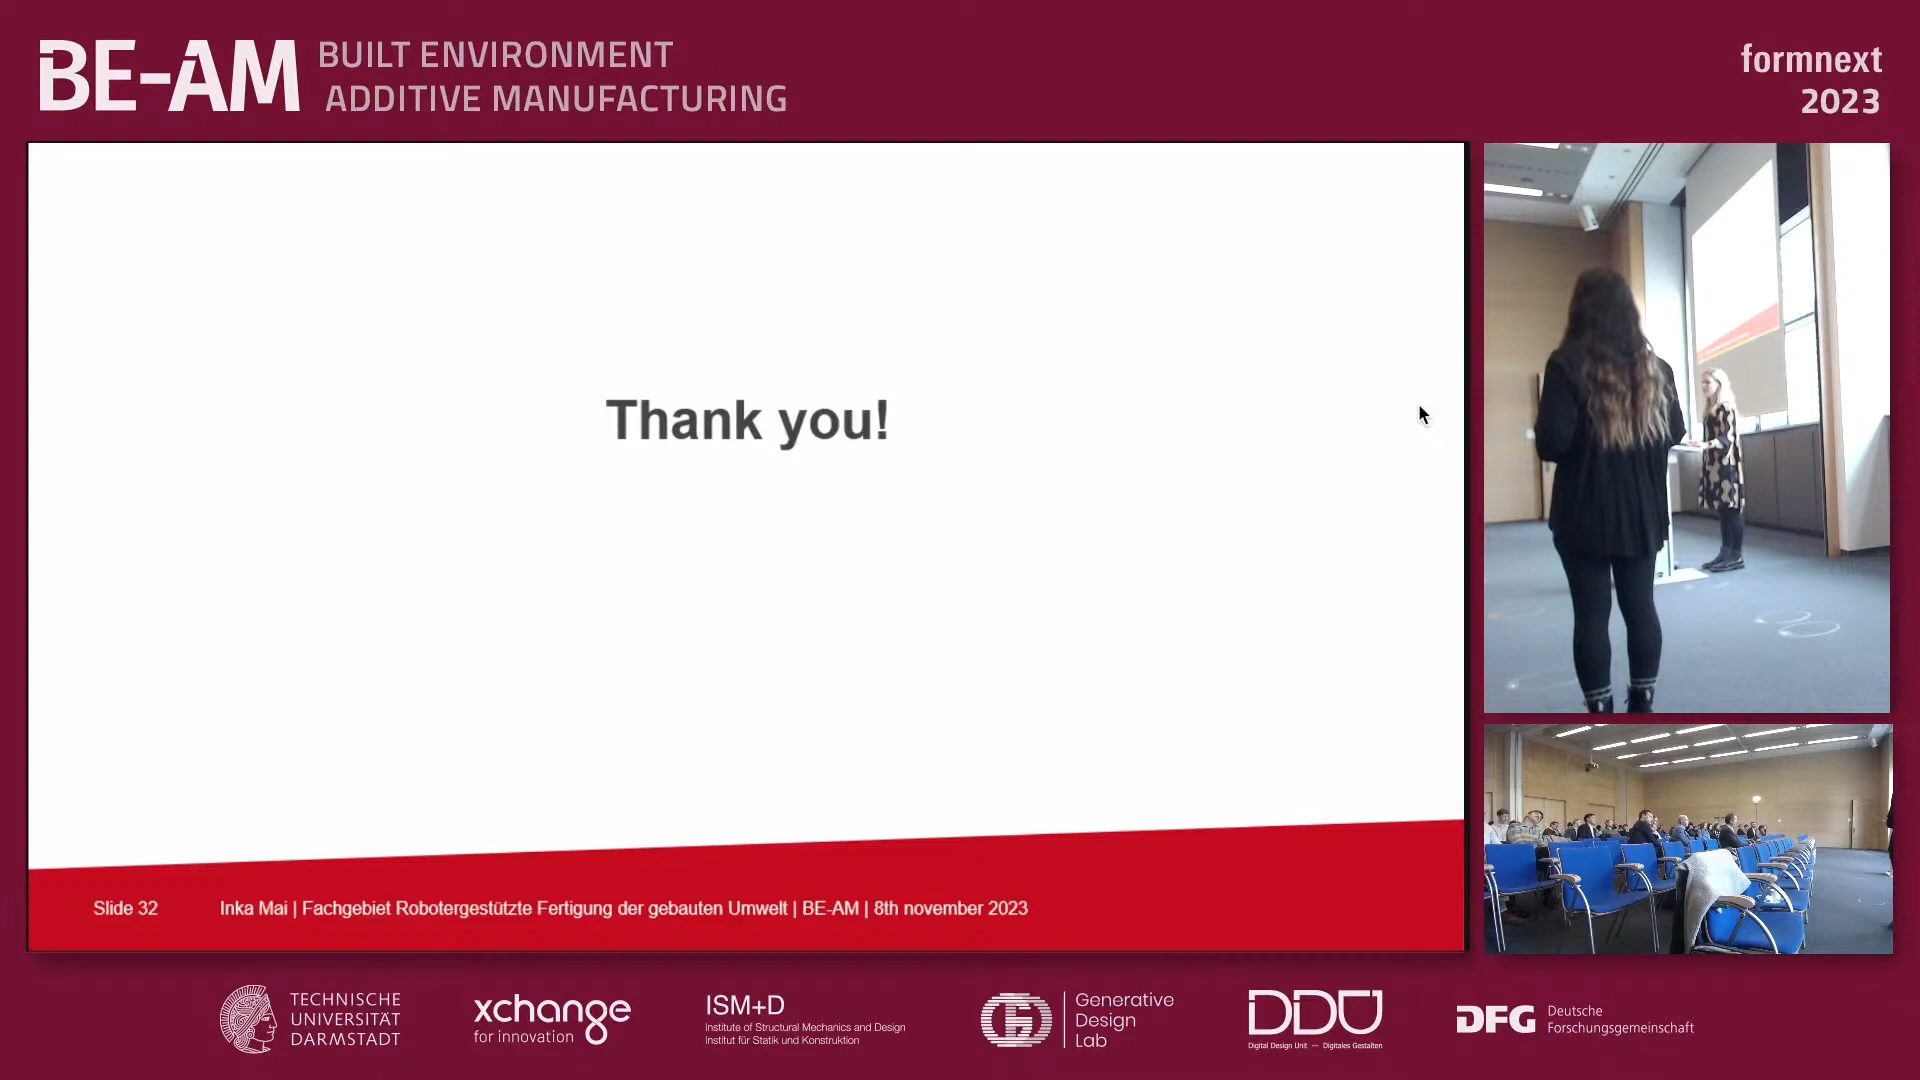 BE-AM
BUILT ENVIRONMENT
ADDITIVE MANUFACTURING
formnext
2023
Thank you!
Slide 32
Inka Mai | Fachgebiet Robotergestützte Fertigung der gebauten Umwelt | BE-AM | 8th november 2023
TECHNISCHE
UNIVERSITÄT
DARMSTADT
xchange
for innovation
ISM+D
Institute of Structural Mechanics and Design
Institut für Statik und Konstruktion
Generative
Design
Lab
DDU
Digital Design Unit — Digitales Gestalten
DFG
Deutsche
Forschungsgemeinschaft